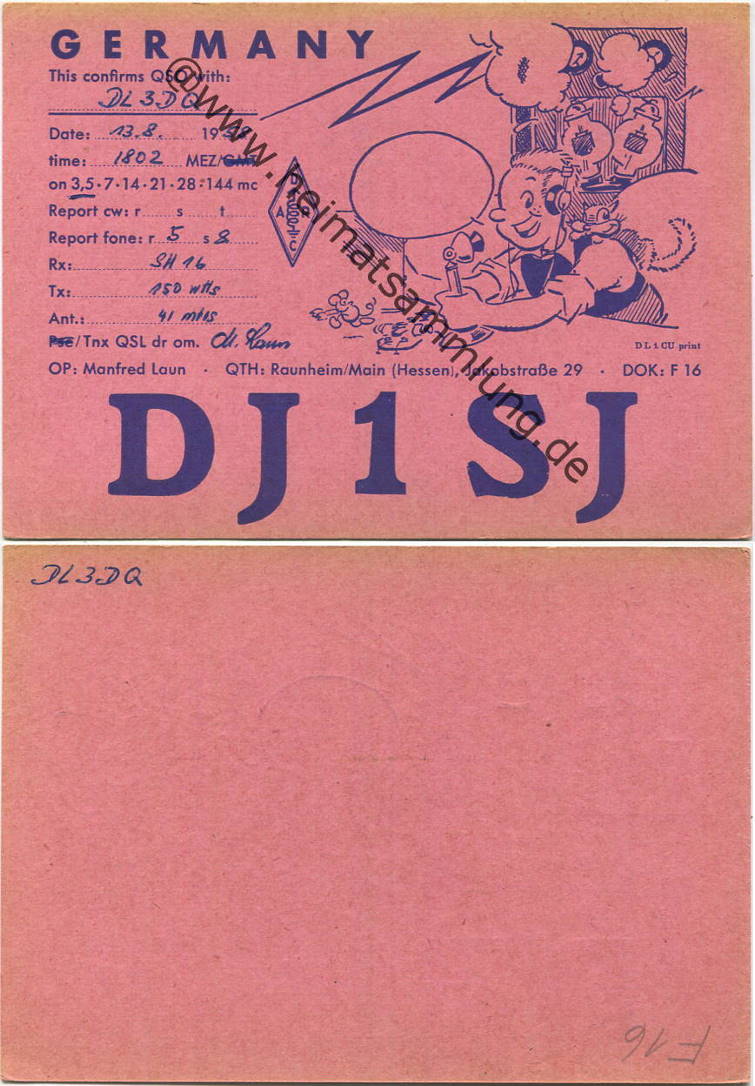 GERMANY
This confirms QSO with:
DL3DQ
Date: 13.8. 19
time: 1802 MEZ/GMT
on 3,5 · 7 · 14 · 21 · 28 · 144 mc
Report cw: r s t
Report fone: r 5 s 8
Rx: SH 16
Tx: 150 wtts
Ant.: 41 mtrs
Pse/Tnx QSL dr om. M. Laun
DARC
DL1CU print
OP: Manfred Laun · QTH: Raunheim/Main (Hessen), Jakobstraße 29 · DOK: F 16
DJ1SJ
@www.heimatsammlung.de
DL3DQ
F16